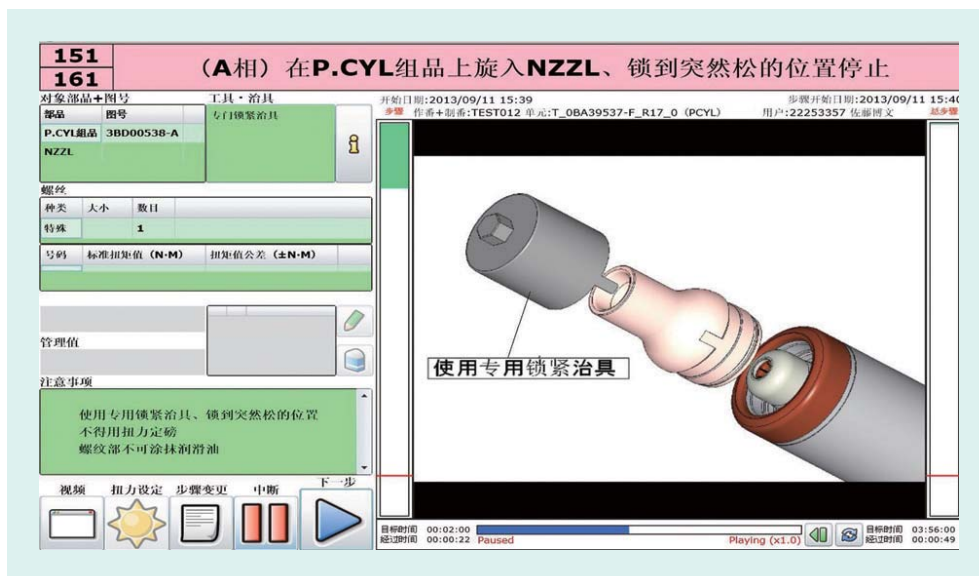 151
161
（A相）在P.CYL组品上旋入NZZL、锁到突然松的位置停止
对象部品+图号
部品 图号
P.CYL组品 3BD00538-A
NZZL
工具・治具
专门锁紧治具
螺丝
种类 大小 数目
特殊 1
号码 标准扭矩值（N·M） 扭矩值公差（±N·M）
管理值
注意事项
使用专用锁紧治具、锁到突然松的位置
不得用扭力定磅
螺纹部不可涂抹润滑油
视频 扭力设定 步骤变更 中断 下一步
开始日期:2013/09/11 15:39
步骤开始日期:2013/09/11 15:40
步骤 作番+制番:TEST012 单元:T_0BA39537-F_R17_0（PCYL） 用户:22253357 佐藤博文 总步骤
使用专用锁紧治具
目标时间 00:02:00
经过时间 00:00:22 Paused
Playing (x1.0)
目标时间 03:56:00
经过时间 00:00:49